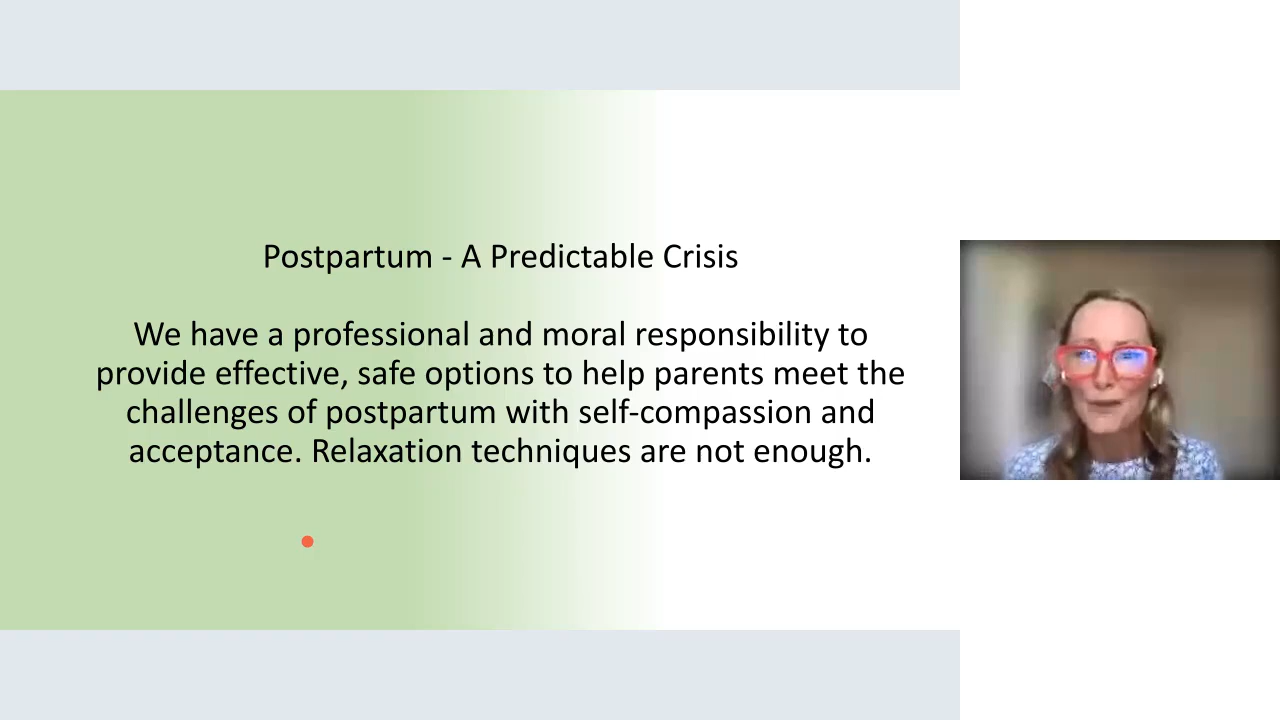 Postpartum - A Predictable Crisis
We have a professional and moral responsibility to
provide effective, safe options to help parents meet the
challenges of postpartum with self-compassion and
acceptance. Relaxation techniques are not enough.